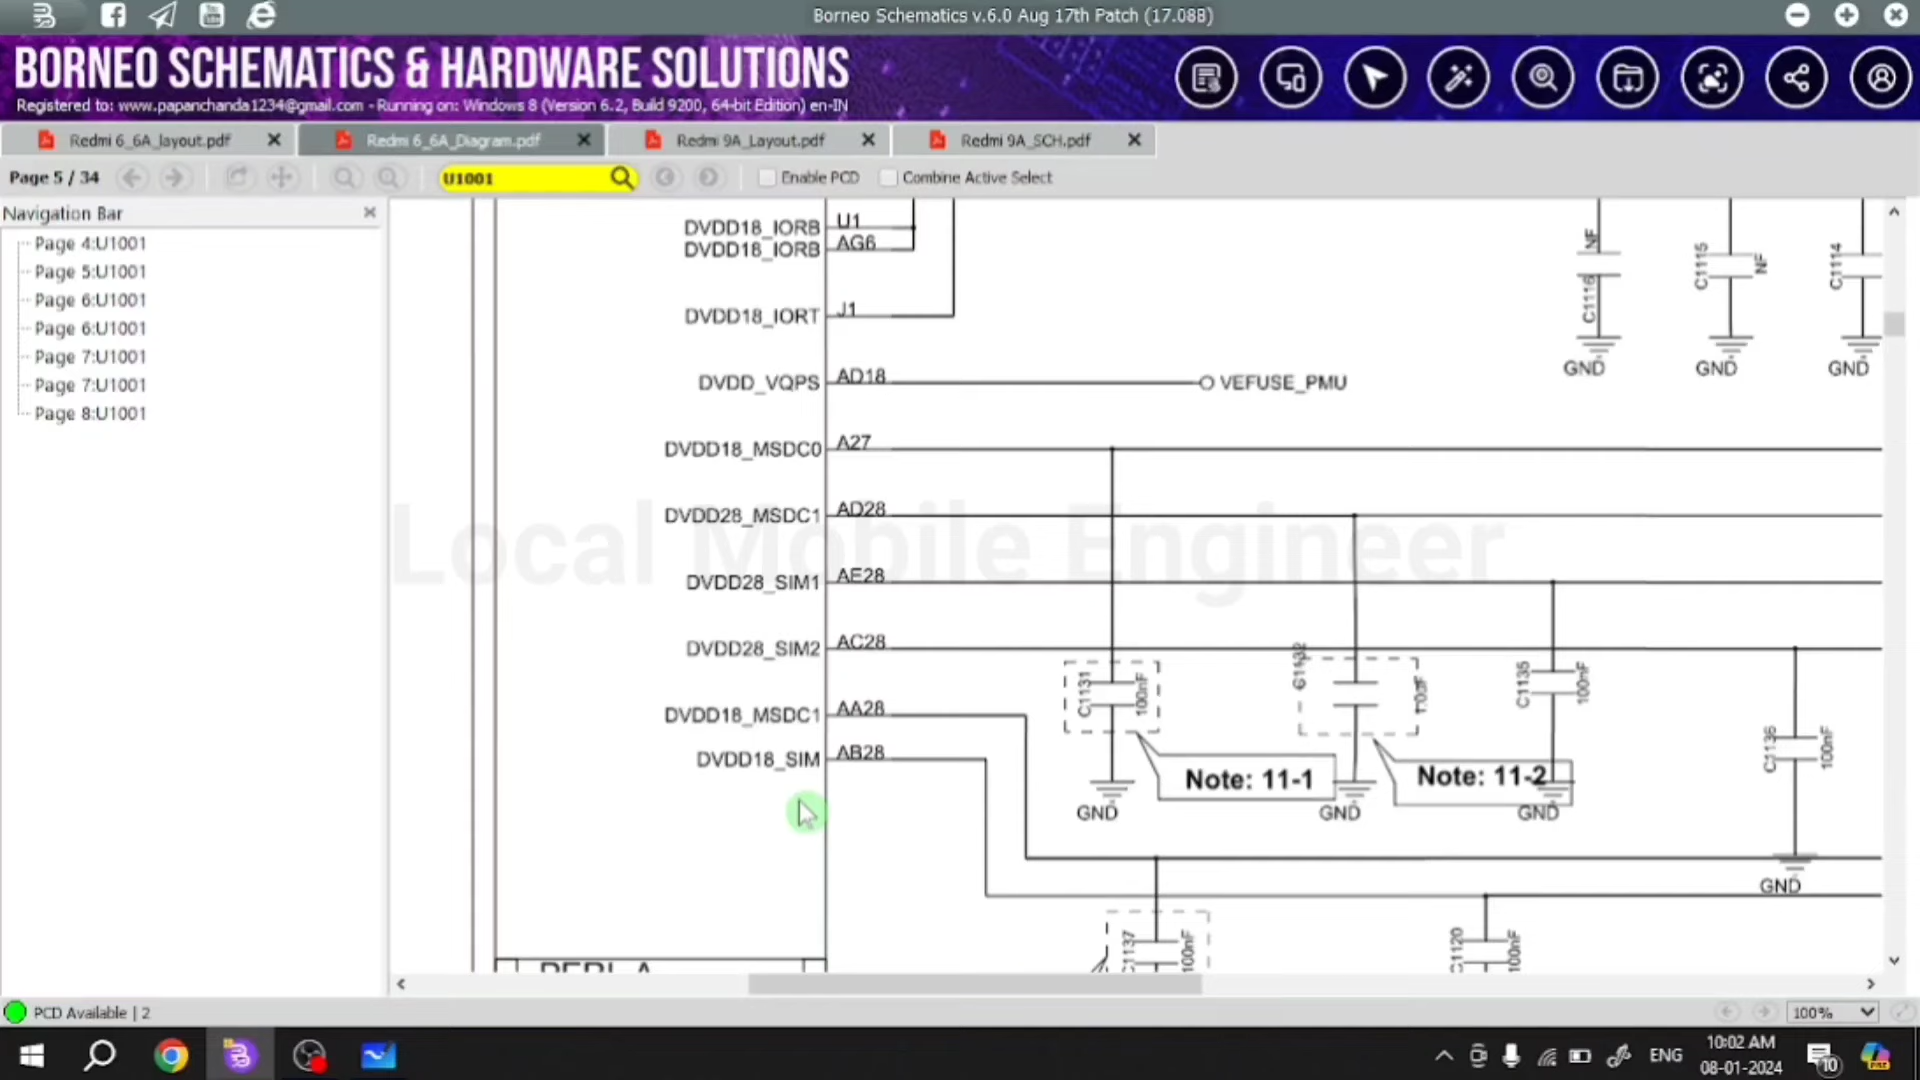 Borneo Schematics v.6.0 Aug 17th Patch (17.08B)
BORNEO SCHEMATICS & HARDWARE SOLUTIONS
Registered to: www.papanchanda1234@gmail.com - Running on: Windows 8 (Version 6.2, Build 9200, 64-bit Edition) en-IN
Redmi 6_6A_layout.pdf
Redmi 6_6A_Diagram.pdf
Redmi 9A_Layout.pdf
Redmi 9A_SCH.pdf
Page 5 / 34
U1001
Enable PCD
Combine Active Select
Navigation Bar
Page 4:U1001
Page 5:U1001
Page 6:U1001
Page 6:U1001
Page 7:U1001
Page 7:U1001
Page 8:U1001
DVDD18_IORB U1
DVDD18_IORB AG6
DVDD18_IORT J1
DVDD_VQPS AD18 VEFUSE_PMU
DVDD18_MSDC0 A27
DVDD28_MSDC1 AD28
DVDD28_SIM1 AE28
DVDD28_SIM2 AC28
DVDD18_MSDC1 AA28
DVDD18_SIM AB28
NF
C1116
GND
C1115
NF
GND
C1114
GND
Local Mobile Engineer
C1131
100nF
GND
Note: 11-1
C1132
GND
Note: 11-2
C1135
100nF
GND
C1136
100nF
GND
C1137
100nF
C1120
100nF
PCD Available | 2
100%
ENG
10:02 AM
08-01-2024
10